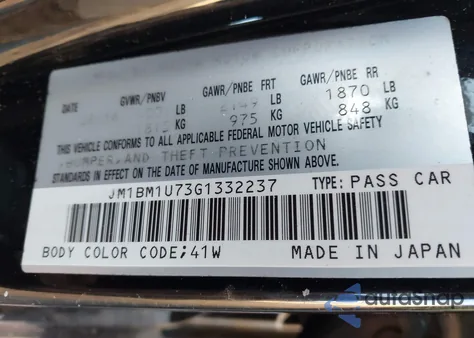 GVWR/PNBV GAWR/PNBE FRT GAWR/PNBE RR
DATE LB LB 1870 LB
KG 975 KG 848 KG
THIS VEHICLE CONFORMS TO ALL APPLICABLE FEDERAL MOTOR VEHICLE SAFETY
BUMPER, AND THEFT PREVENTION
STANDARDS IN EFFECT ON THE DATE OF MANUFACTURE SHOWN ABOVE.
JM1BM1U73G1332237 TYPE: PASS CAR
BODY COLOR CODE;41W MADE IN JAPAN
autosnap